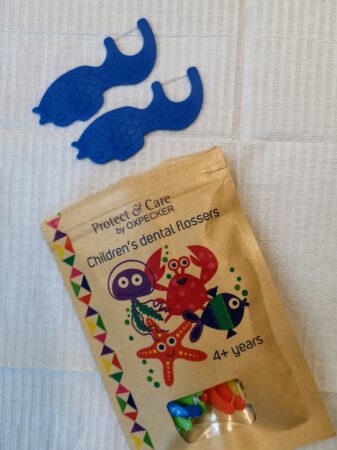 Protect & Care
by OXPECKER
Children's dental flossers
4+ years